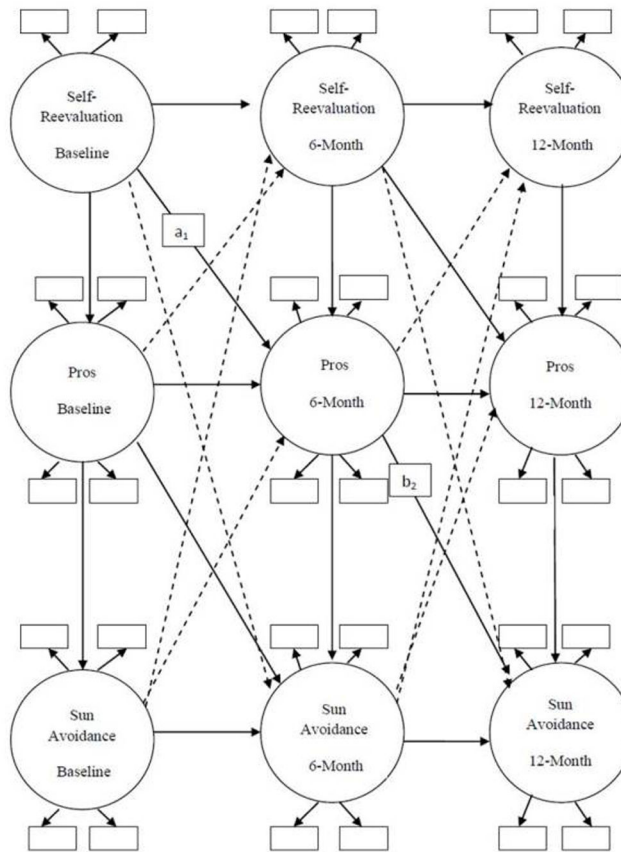 Self-
Reevaluation
Baseline
Self-
Reevaluation
6-Month
Self-
Reevaluation
12-Month
a₁
Pros
Baseline
Pros
6-Month
Pros
12-Month
b₂
Sun
Avoidance
Baseline
Sun
Avoidance
6-Month
Sun
Avoidance
12-Month